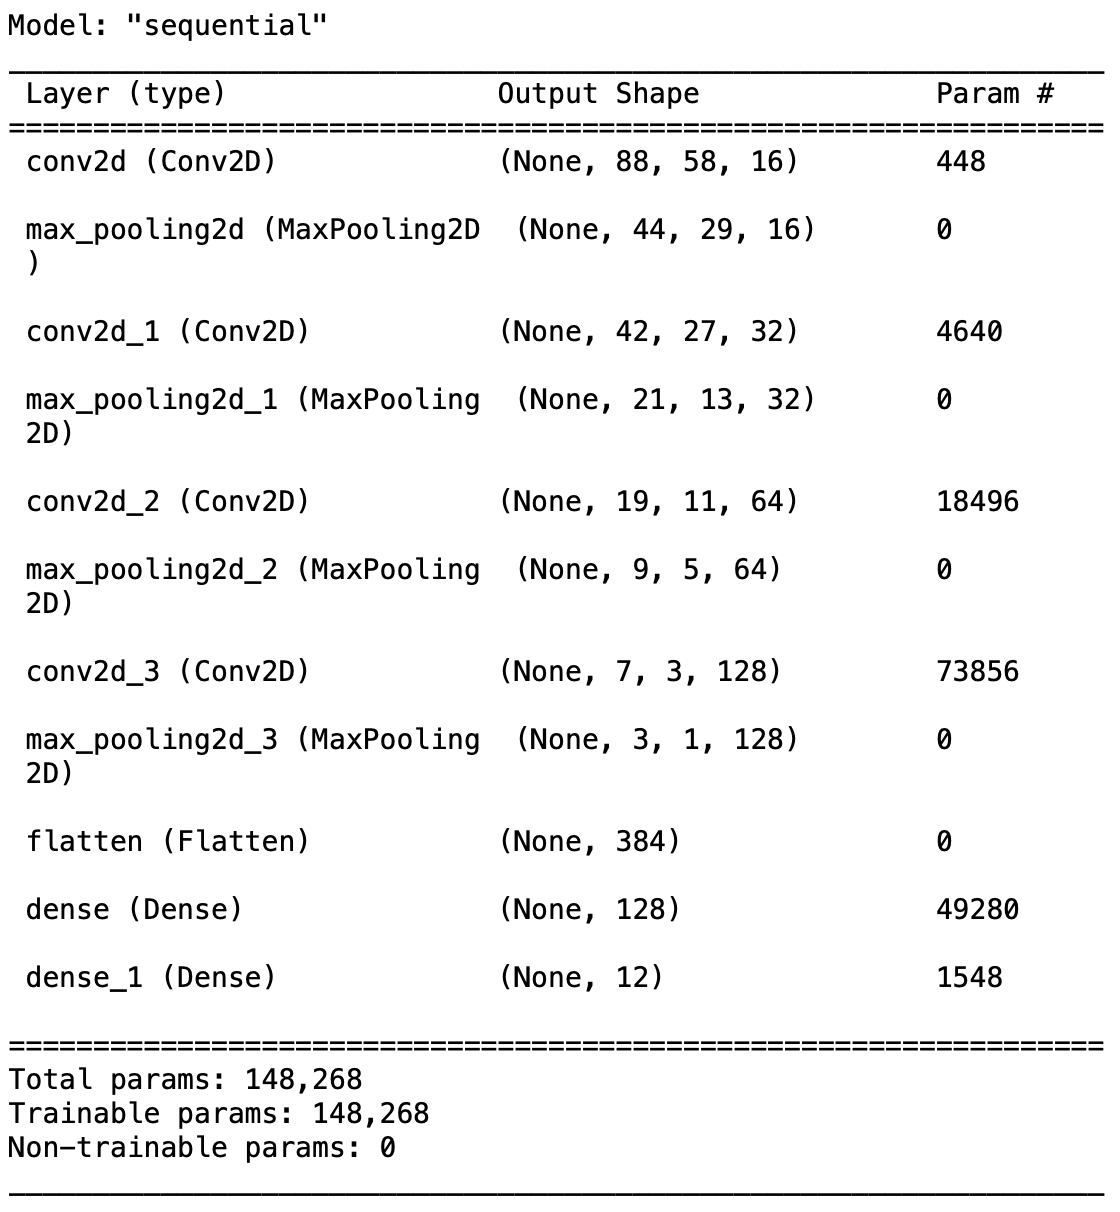 Model: "sequential"
Layer (type) Output Shape Param #
=================================================================
conv2d (Conv2D) (None, 88, 58, 16) 448
max_pooling2d (MaxPooling2D (None, 44, 29, 16) 0
)
conv2d_1 (Conv2D) (None, 42, 27, 32) 4640
max_pooling2d_1 (MaxPooling (None, 21, 13, 32) 0
2D)
conv2d_2 (Conv2D) (None, 19, 11, 64) 18496
max_pooling2d_2 (MaxPooling (None, 9, 5, 64) 0
2D)
conv2d_3 (Conv2D) (None, 7, 3, 128) 73856
max_pooling2d_3 (MaxPooling (None, 3, 1, 128) 0
2D)
flatten (Flatten) (None, 384) 0
dense (Dense) (None, 128) 49280
dense_1 (Dense) (None, 12) 1548
=================================================================
Total params: 148,268
Trainable params: 148,268
Non-trainable params: 0